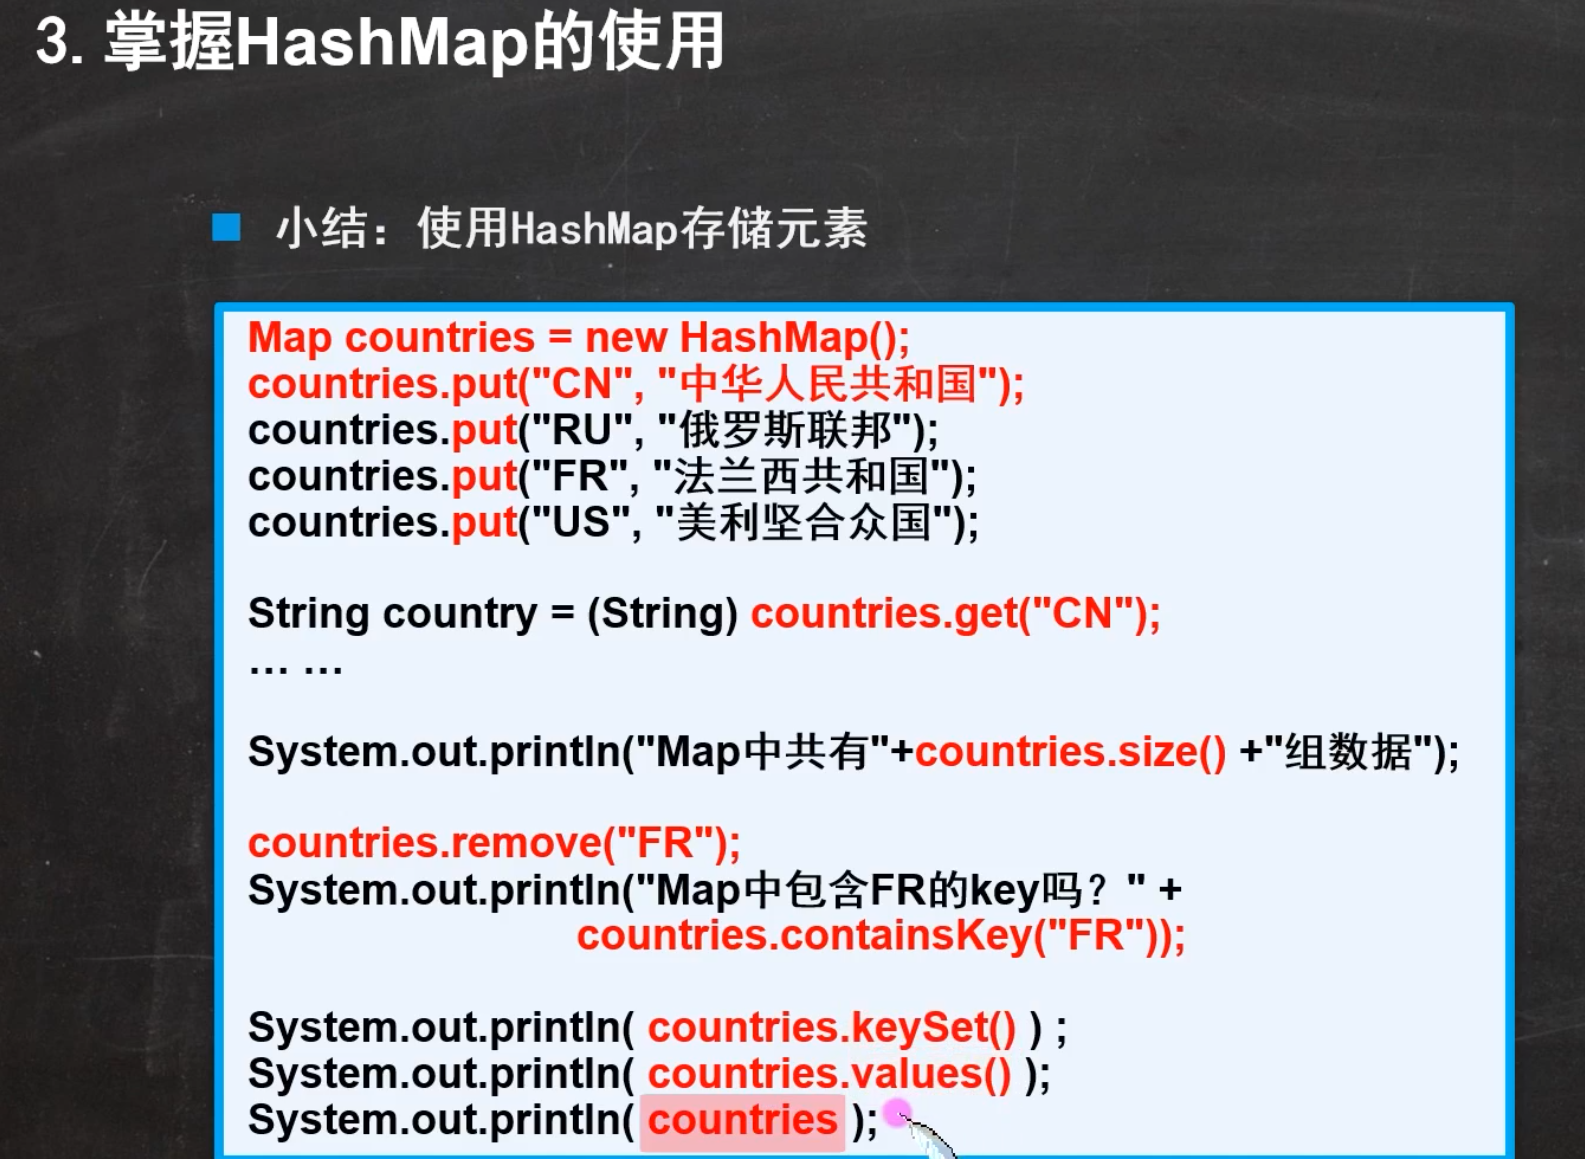 3. 掌握HashMap的使用
小结：使用HashMap存储元素
Map countries = new HashMap();
countries.put("CN", "中华人民共和国");
countries.put("RU", "俄罗斯联邦");
countries.put("FR", "法兰西共和国");
countries.put("US", "美利坚合众国");
String country = (String) countries.get("CN");
… …
System.out.println("Map中共有"+countries.size() +"组数据");
countries.remove("FR");
System.out.println("Map中包含FR的key吗？" +
countries.containsKey("FR"));
System.out.println( countries.keySet() ) ;
System.out.println( countries.values() );
System.out.println( countries );